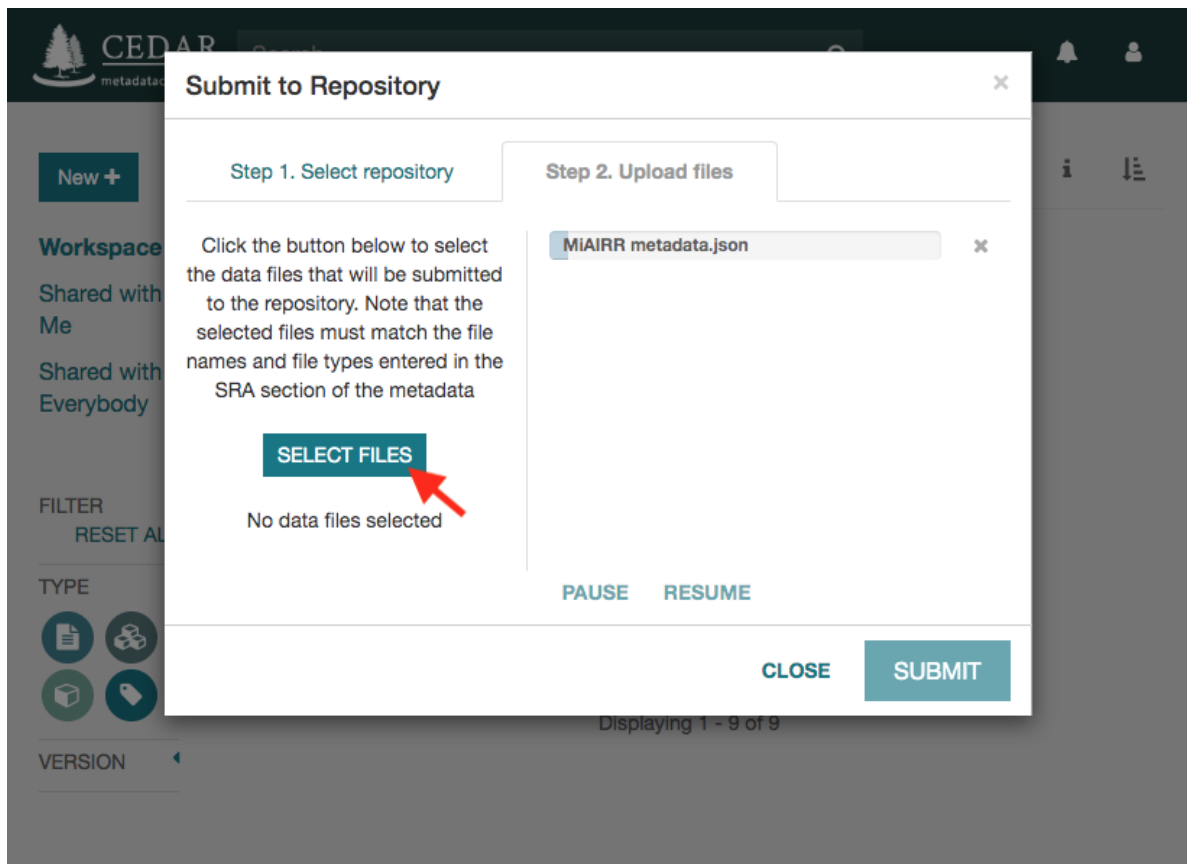 CEDAR
Submit to Repository
×
New +
Step 1. Select repository
Step 2. Upload files
i
Workspace
Shared with
Me
Shared with
Everybody
Click the button below to select
the data files that will be submitted
to the repository. Note that the
selected files must match the file
names and file types entered in the
SRA section of the metadata
SELECT FILES
No data files selected
MiAIRR metadata.json
PAUSE RESUME
FILTER
RESET AL
TYPE
CLOSE
SUBMIT
Displaying 1 - 9 of 9
VERSION